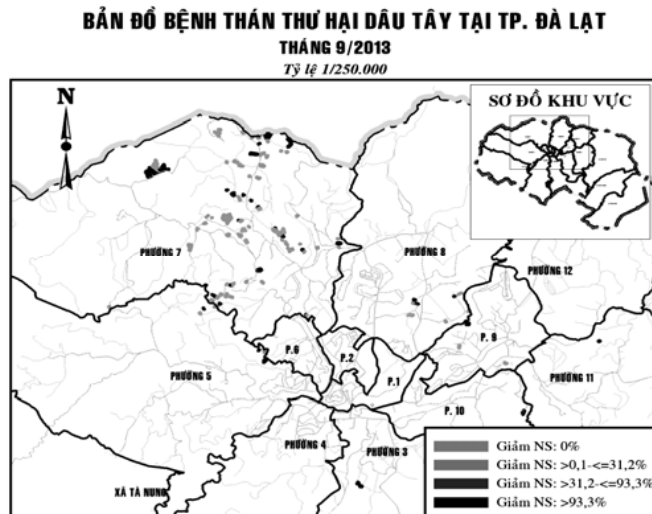 BẢN ĐỒ BỆNH THÁN THƯ HẠI DÂU TÂY TẠI TP. ĐÀ LẠT
THÁNG 9/2013
Tỷ lệ 1/250.000
N
SƠ ĐỒ KHU VỰC
PHƯỜNG 7
PHƯỜNG 8
PHƯỜNG 12
P.6
P.2
P. 9
PHƯỜNG 5
P.1
PHƯỜNG 11
P. 10
PHƯỜNG 4
PHƯỜNG 3
XÃ TÀ NUNG
Giảm NS: 0%
Giảm NS: >0,1-<=31,2%
Giảm NS: >31,2-<=93,3%
Giảm NS: >93,3%